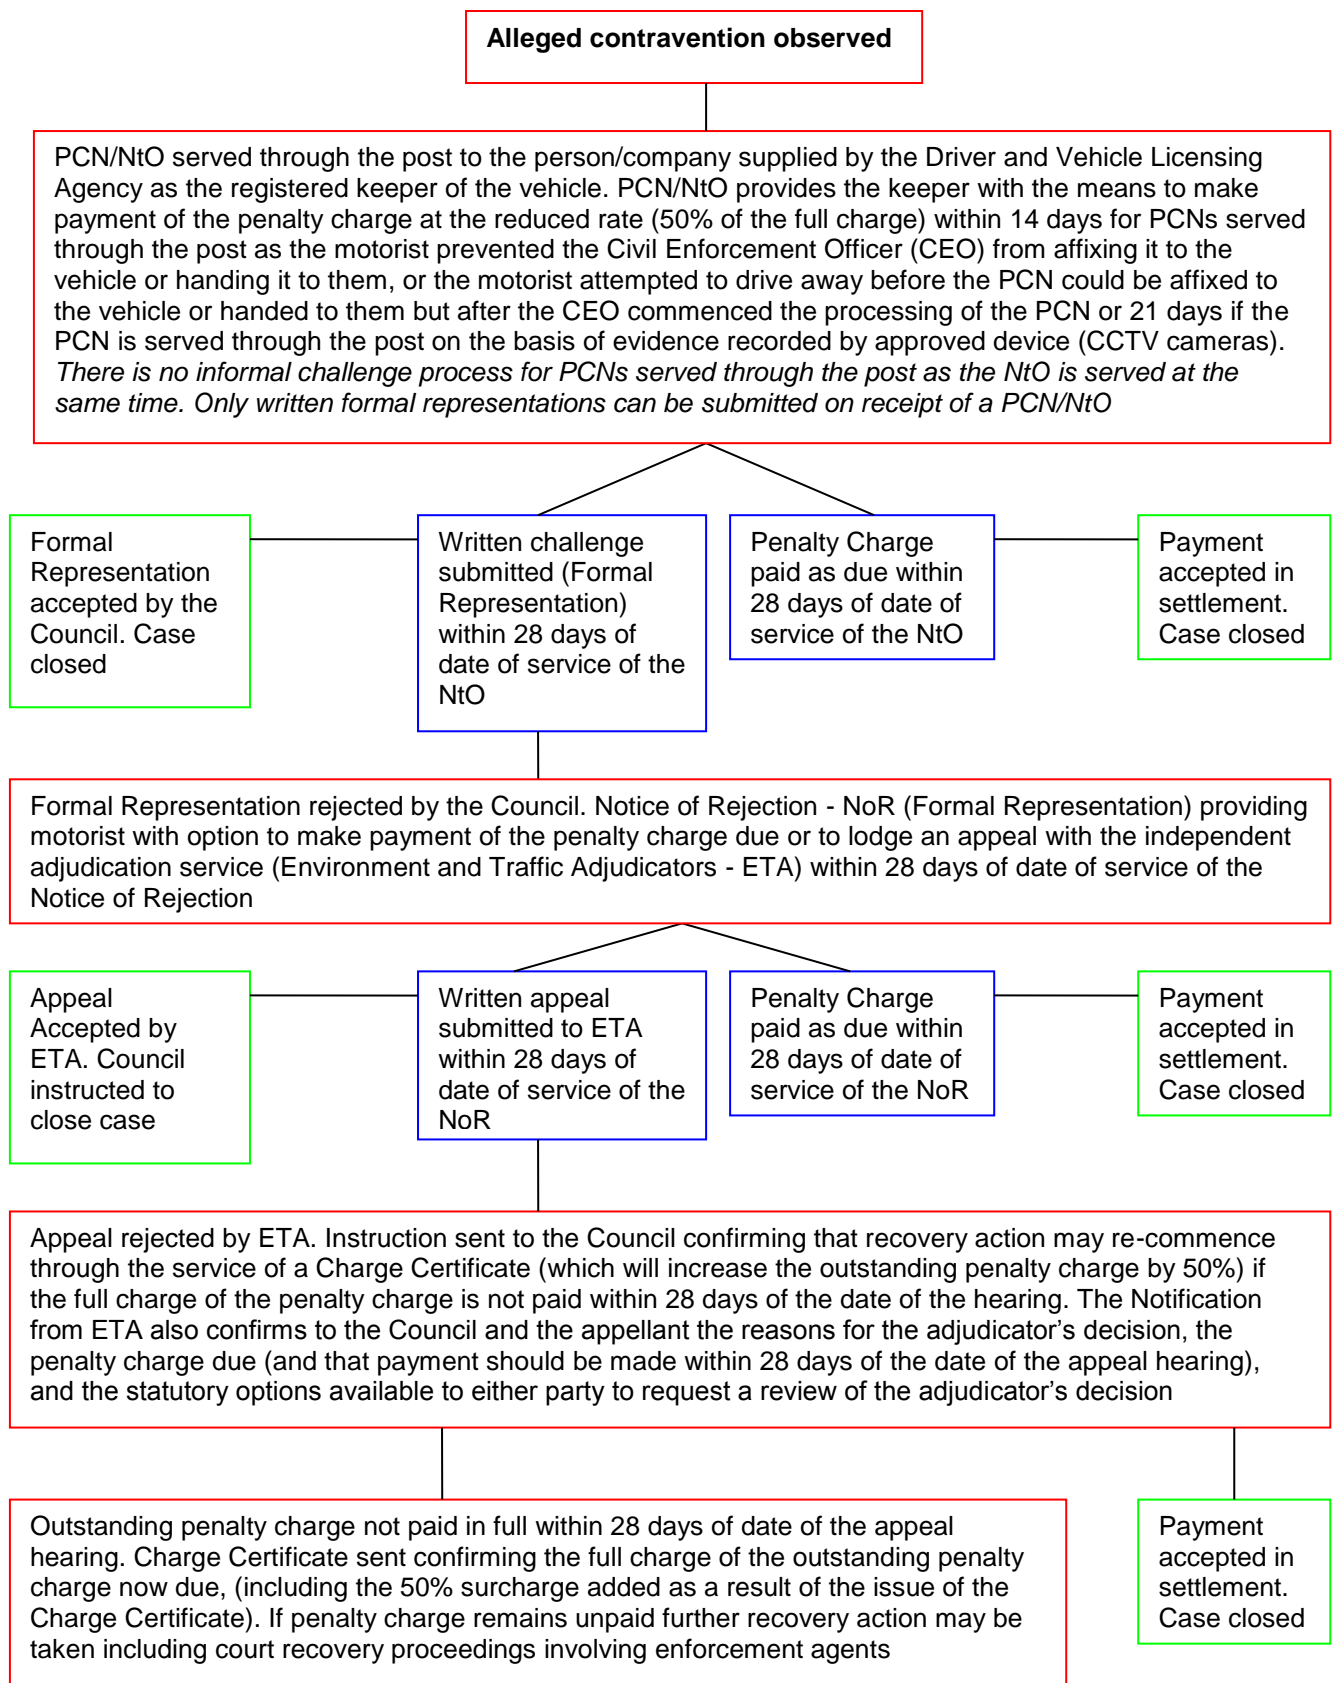 Alleged contravention observed
PCN/NtO served through the post to the person/company supplied by the Driver and Vehicle Licensing
Agency as the registered keeper of the vehicle. PCN/NtO provides the keeper with the means to make
payment of the penalty charge at the reduced rate (50% of the full charge) within 14 days for PCNs served
through the post as the motorist prevented the Civil Enforcement Officer (CEO) from affixing it to the
vehicle or handing it to them, or the motorist attempted to drive away before the PCN could be affixed to
the vehicle or handed to them but after the CEO commenced the processing of the PCN or 21 days if the
PCN is served through the post on the basis of evidence recorded by approved device (CCTV cameras).
There is no informal challenge process for PCNs served through the post as the NtO is served at the
same time. Only written formal representations can be submitted on receipt of a PCN/NtO
Formal
Representation
accepted by the
Council. Case
closed
Written challenge
submitted (Formal
Representation)
within 28 days of
date of service of the
NtO
Penalty Charge
paid as due within
28 days of date of
service of the NtO
Payment
accepted in
settlement.
Case closed
Formal Representation rejected by the Council. Notice of Rejection - NoR (Formal Representation) providing
motorist with option to make payment of the penalty charge due or to lodge an appeal with the independent
adjudication service (Environment and Traffic Adjudicators - ETA) within 28 days of date of service of the
Notice of Rejection
Appeal
Accepted by
ETA. Council
instructed to
close case
Written appeal
submitted to ETA
within 28 days of
date of service of the
NoR
Penalty Charge
paid as due within
28 days of date of
service of the NoR
Payment
accepted in
settlement.
Case closed
Appeal rejected by ETA. Instruction sent to the Council confirming that recovery action may re-commence
through the service of a Charge Certificate (which will increase the outstanding penalty charge by 50%) if
the full charge of the penalty charge is not paid within 28 days of the date of the hearing. The Notification
from ETA also confirms to the Council and the appellant the reasons for the adjudicator’s decision, the
penalty charge due (and that payment should be made within 28 days of the date of the appeal hearing),
and the statutory options available to either party to request a review of the adjudicator’s decision
Outstanding penalty charge not paid in full within 28 days of date of the appeal
hearing. Charge Certificate sent confirming the full charge of the outstanding penalty
charge now due, (including the 50% surcharge added as a result of the issue of the
Charge Certificate). If penalty charge remains unpaid further recovery action may be
taken including court recovery proceedings involving enforcement agents
Payment
accepted in
settlement.
Case closed